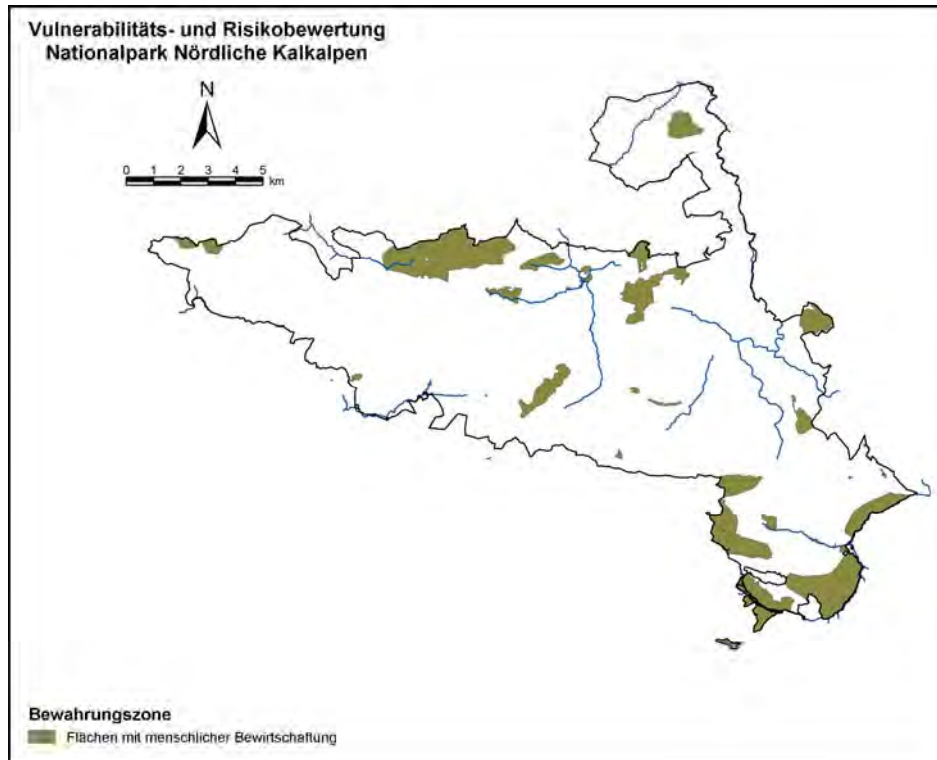 Vulnerabilitäts- und Risikobewertung
Nationalpark Nördliche Kalkalpen
N
0 1 2 3 4 5
km
Bewahrungszone
Flächen mit menschlicher Bewirtschaftung